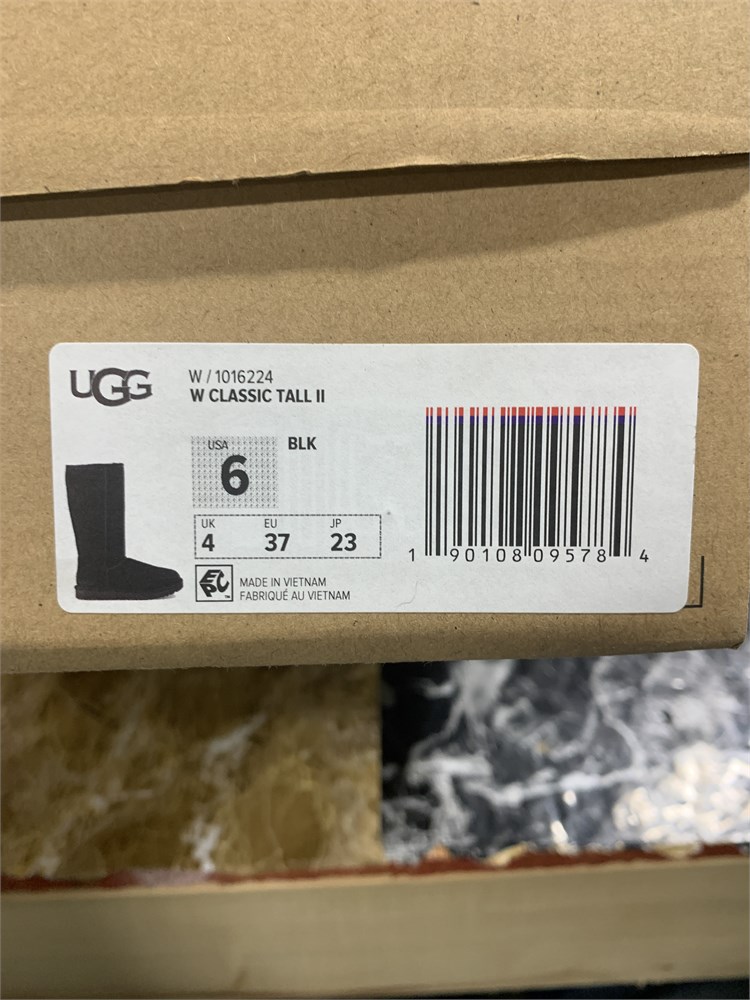 UGG
W / 1016224
W CLASSIC TALL II
USA
6
BLK
UK EU JP
4 37 23
EPC™
MADE IN VIETNAM
FABRIQUÉ AU VIETNAM
1 90108 09578 4